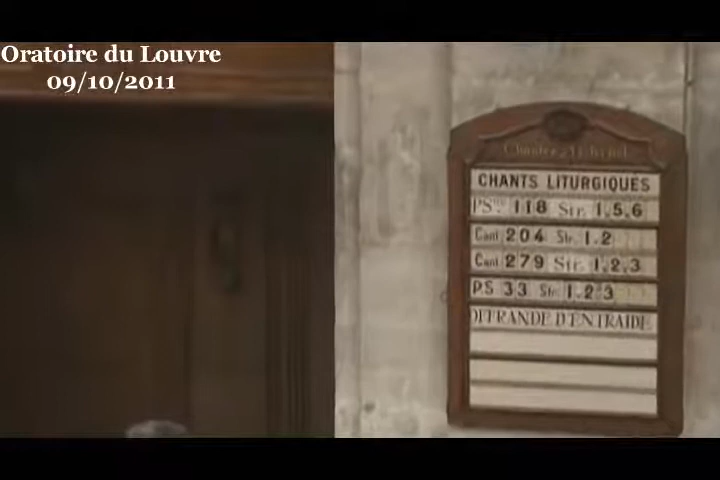 Oratoire du Louvre
09/10/2011
CHANTS LITURGIQUES
PS. 118 Str. 1.5.6
Cant 204 Str. 1.2
Cant 279 Str. 1.2.3
PS 33 Str. 1.2.3
OFFRANDE D'ENTRAIDE